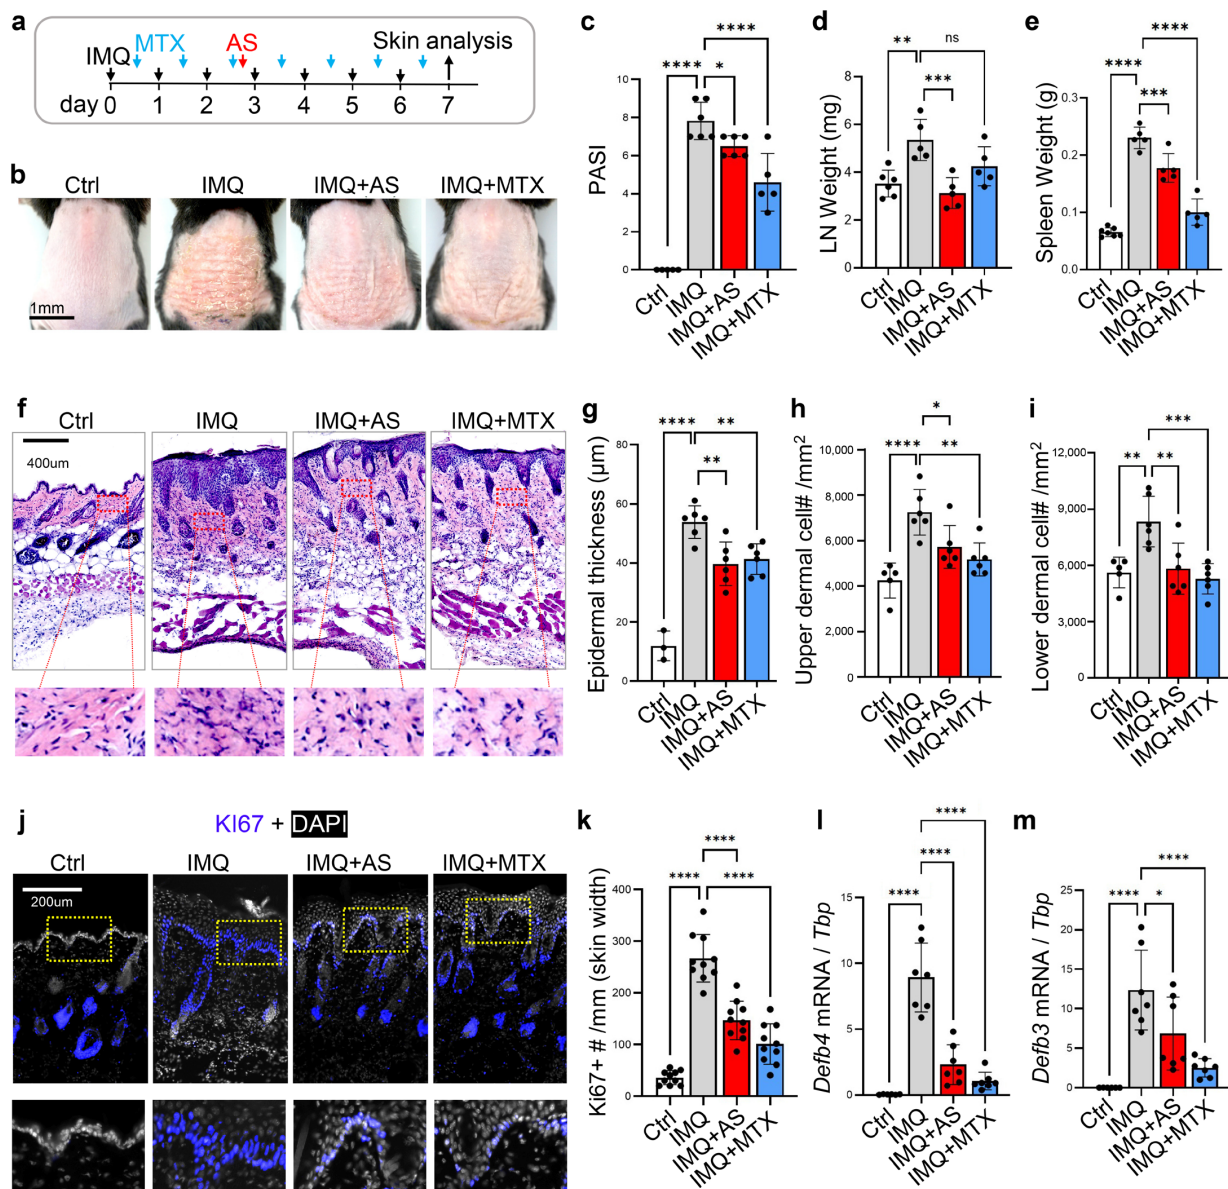 a
MTX AS Skin analysis
IMQ
day 0 1 2 3 4 5 6 7
b
Ctrl IMQ IMQ+AS IMQ+MTX
1mm
c
PASI
10
8
6
4
2
0
**** * ****
Ctrl
IMQ
IMQ+AS
IMQ+MTX
d
LN Weight (mg)
8
6
4
2
0
** *** ns
Ctrl
IMQ
IMQ+AS
IMQ+MTX
e
Spleen Weight (g)
0.3
0.2
0.1
0.0
**** *** ****
Ctrl
IMQ
IMQ+AS
IMQ+MTX
f
Ctrl IMQ IMQ+AS IMQ+MTX
400um
g
Epidermal thickness (µm)
80
60
40
20
0
**** ** **
Ctrl
IMQ
IMQ+AS
IMQ+MTX
h
Upper dermal cell# /mm²
10,000
8,000
6,000
4,000
2,000
0
**** * **
Ctrl
IMQ
IMQ+AS
IMQ+MTX
i
Lower dermal cell# /mm²
12,000
9,000
6,000
3,000
0
** ** ***
Ctrl
IMQ
IMQ+AS
IMQ+MTX
j
KI67 + DAPI
Ctrl IMQ IMQ+AS IMQ+MTX
200um
k
Ki67+ # /mm (skin width)
400
300
200
100
0
**** **** ****
Ctrl
IMQ
IMQ+AS
IMQ+MTX
l
Defb4 mRNA / Tbp
15
10
5
0
**** **** ****
Ctrl
IMQ
IMQ+AS
IMQ+MTX
m
Defb3 mRNA / Tbp
25
20
15
10
5
0
**** * ****
Ctrl
IMQ
IMQ+AS
IMQ+MTX